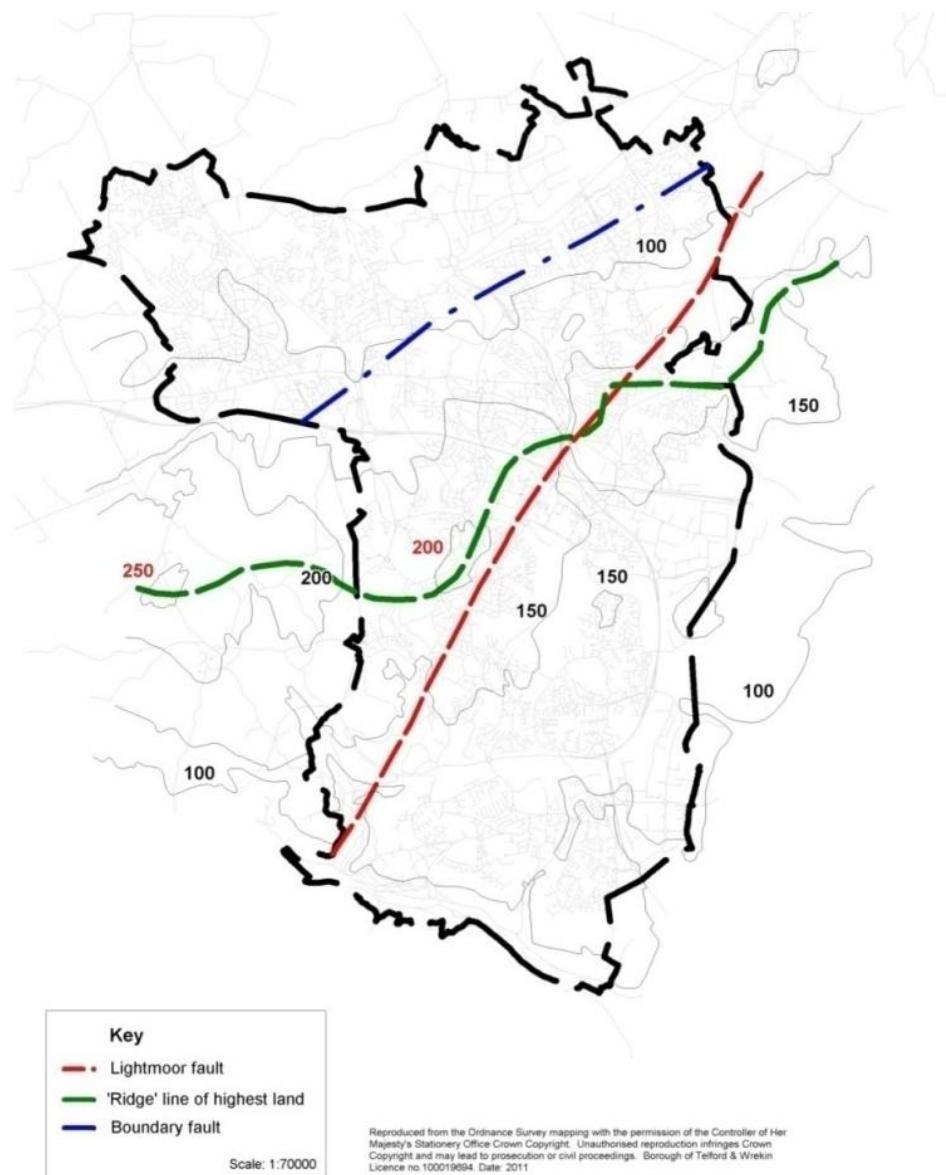 100
150
200
250
200
150
150
100
100
Key
Lightmoor fault
'Ridge' line of highest land
Boundary fault
Scale: 1:70000
Reproduced from the Ordnance Survey mapping with the permission of the Controller of Her
Majesty's Stationery Office Crown Copyright. Unauthorised reproduction infringes Crown
Copyright and may lead to prosecution or civil proceedings. Borough of Telford & Wrekin
Licence no.100019694. Date: 2011